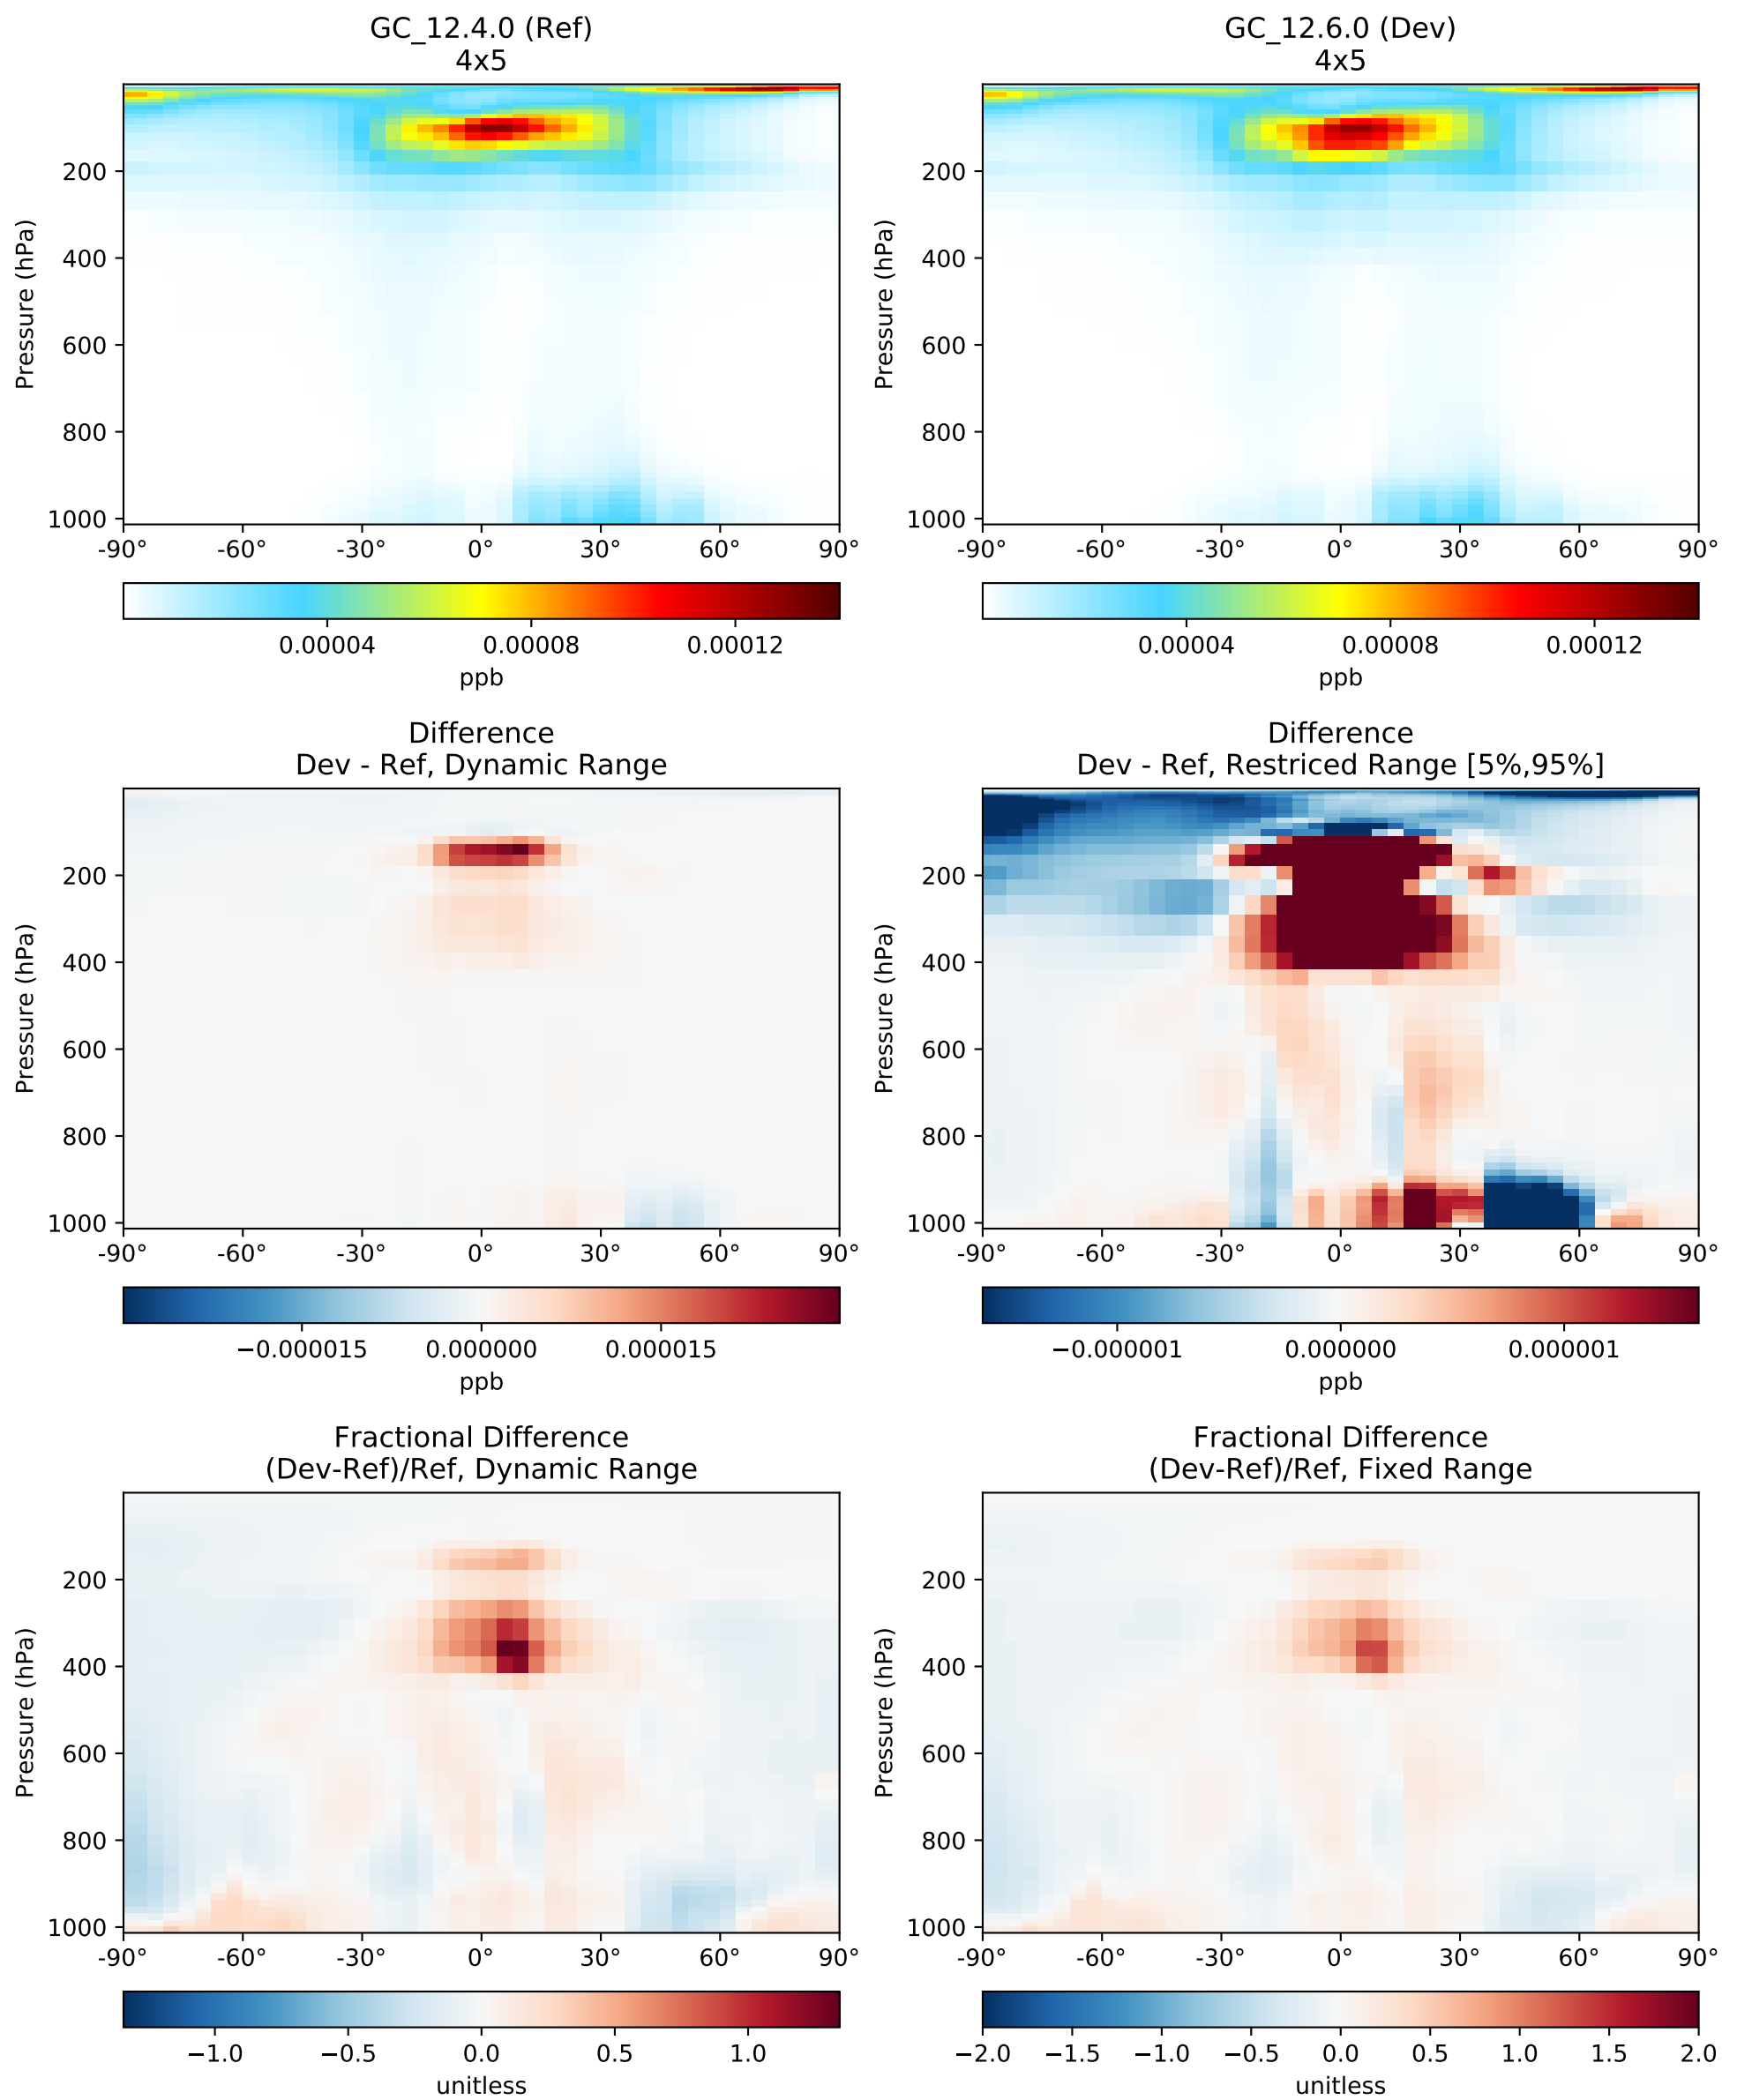 GC_12.4.0 (Ref)
4x5
Pressure (hPa)
200
400
600
800
1000
-90° -60° -30° 0° 30° 60° 90°
0.00004 0.00008 0.00012
ppb
GC_12.6.0 (Dev)
4x5
Pressure (hPa)
200
400
600
800
1000
-90° -60° -30° 0° 30° 60° 90°
0.00004 0.00008 0.00012
ppb
Difference
Dev - Ref, Dynamic Range
Pressure (hPa)
200
400
600
800
1000
-90° -60° -30° 0° 30° 60° 90°
−0.000015 0.000000 0.000015
ppb
Difference
Dev - Ref, Restriced Range [5%,95%]
Pressure (hPa)
200
400
600
800
1000
-90° -60° -30° 0° 30° 60° 90°
−0.000001 0.000000 0.000001
ppb
Fractional Difference
(Dev-Ref)/Ref, Dynamic Range
Pressure (hPa)
200
400
600
800
1000
-90° -60° -30° 0° 30° 60° 90°
−1.0 −0.5 0.0 0.5 1.0
unitless
Fractional Difference
(Dev-Ref)/Ref, Fixed Range
Pressure (hPa)
200
400
600
800
1000
-90° -60° -30° 0° 30° 60° 90°
−2.0 −1.5 −1.0 −0.5 0.0 0.5 1.0 1.5 2.0
unitless